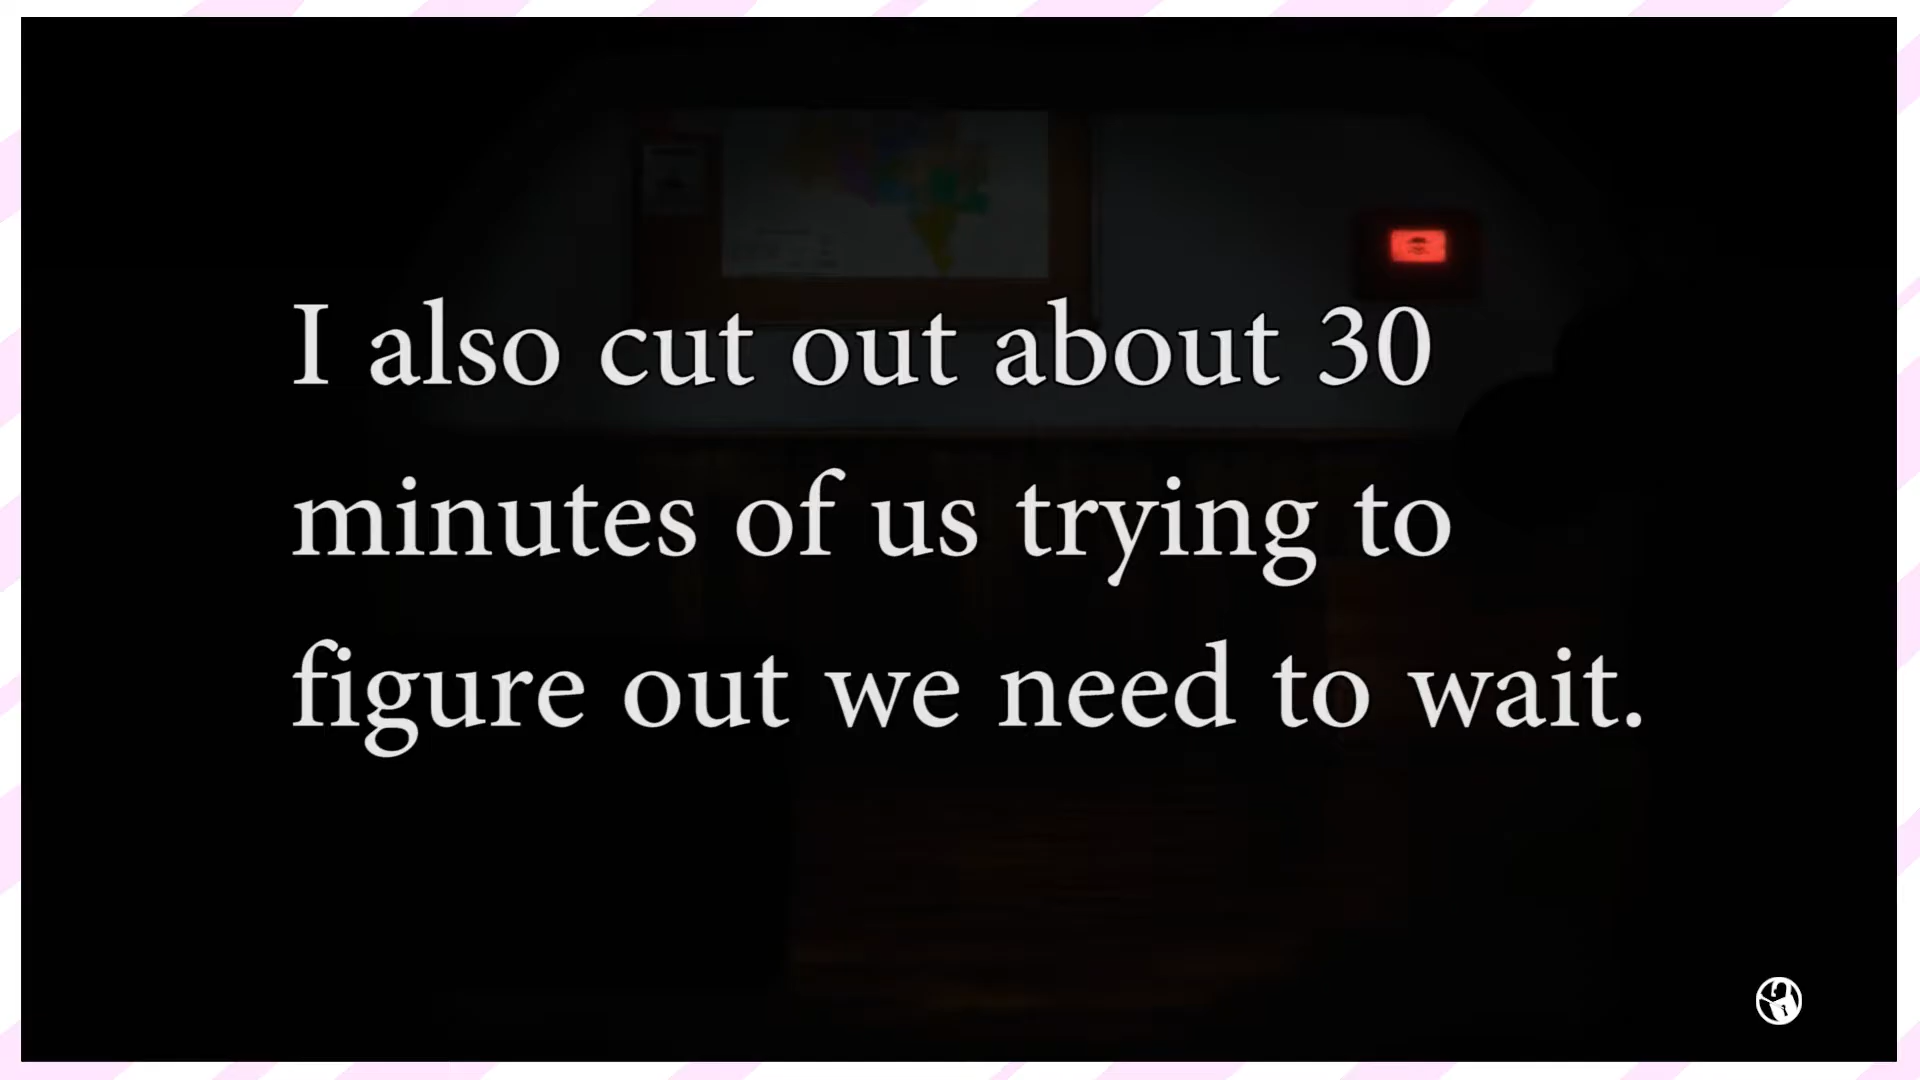 I also cut out about 30
minutes of us trying to
figure out we need to wait.